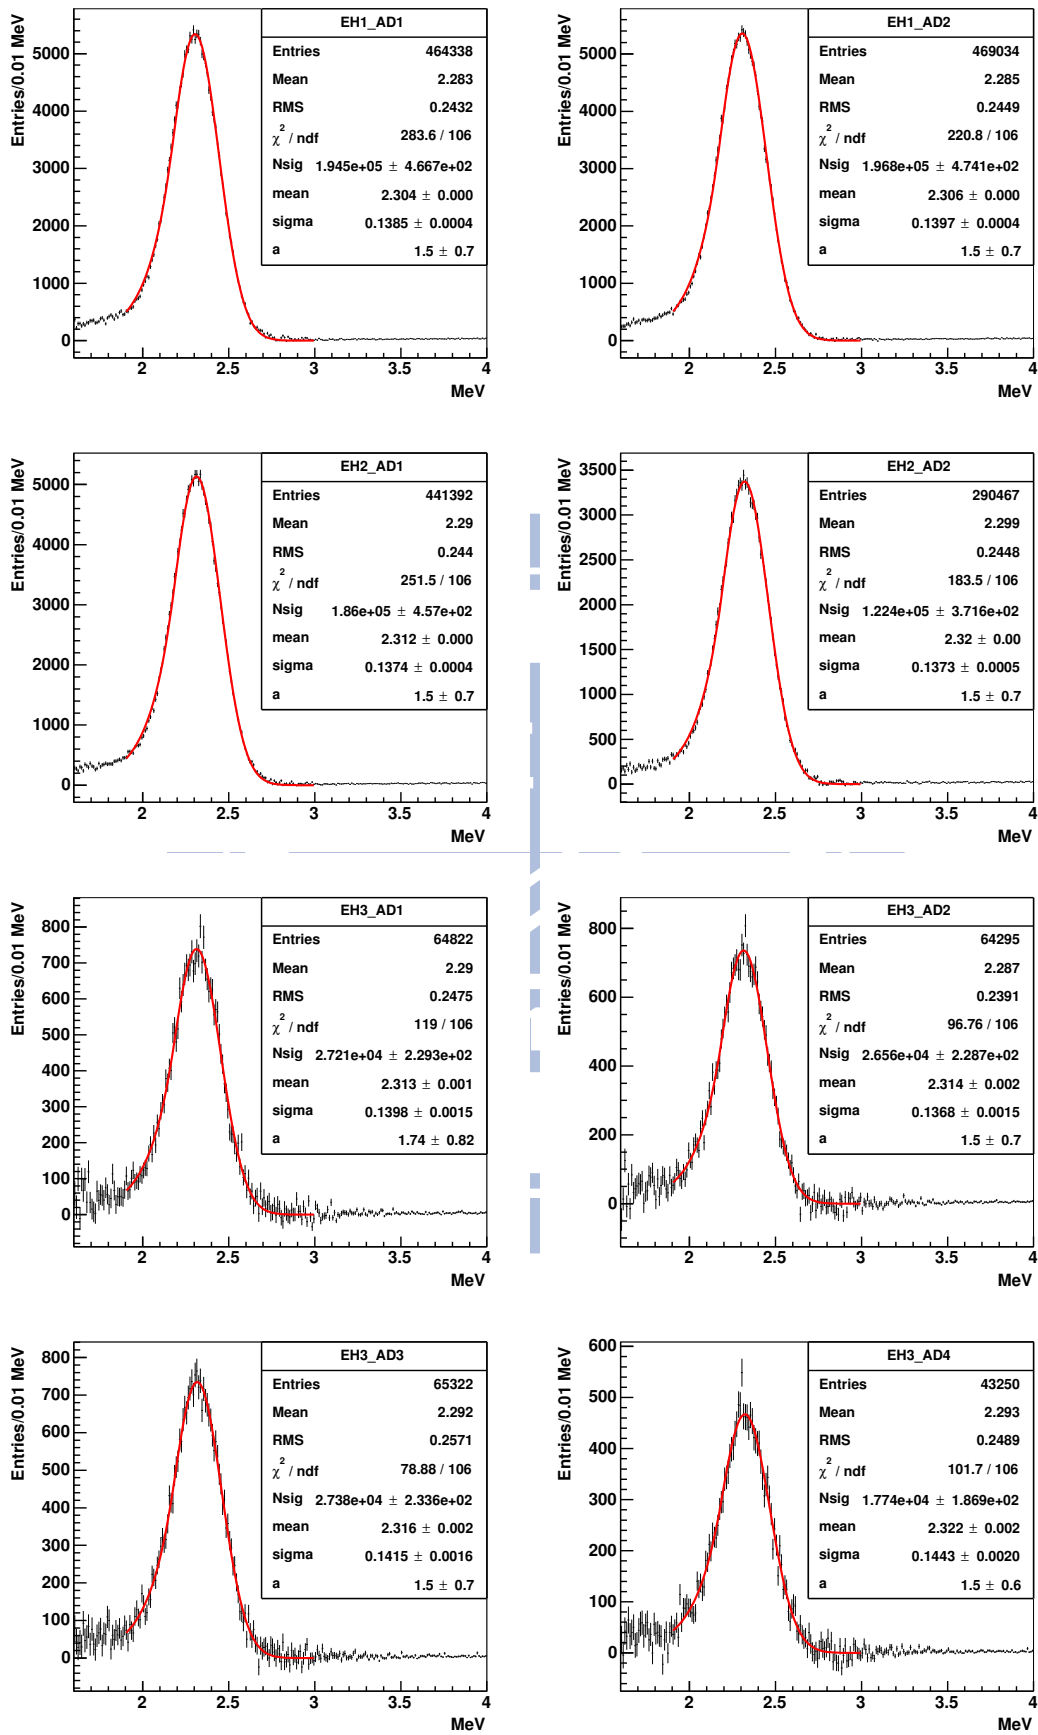 EH1_AD1
Entries 464338
Mean 2.283
RMS 0.2432
χ2 / ndf 283.6 / 106
Nsig 1.945e+05 ± 4.667e+02
mean 2.304 ± 0.000
sigma 0.1385 ± 0.0004
a 1.5 ± 0.7
Entries/0.01 MeV
5000
4000
3000
2000
1000
0
2 2.5 3 3.5 4
MeV
EH1_AD2
Entries 469034
Mean 2.285
RMS 0.2449
χ2 / ndf 220.8 / 106
Nsig 1.968e+05 ± 4.741e+02
mean 2.306 ± 0.000
sigma 0.1397 ± 0.0004
a 1.5 ± 0.7
Entries/0.01 MeV
5000
4000
3000
2000
1000
0
2 2.5 3 3.5 4
MeV
EH2_AD1
Entries 441392
Mean 2.29
RMS 0.244
χ2 / ndf 251.5 / 106
Nsig 1.86e+05 ± 4.57e+02
mean 2.312 ± 0.000
sigma 0.1374 ± 0.0004
a 1.5 ± 0.7
Entries/0.01 MeV
5000
4000
3000
2000
1000
0
2 2.5 3 3.5 4
MeV
EH2_AD2
Entries 290467
Mean 2.299
RMS 0.2448
χ2 / ndf 183.5 / 106
Nsig 1.224e+05 ± 3.716e+02
mean 2.32 ± 0.00
sigma 0.1373 ± 0.0005
a 1.5 ± 0.7
Entries/0.01 MeV
3500
3000
2500
2000
1500
1000
500
0
2 2.5 3 3.5 4
MeV
EH3_AD1
Entries 64822
Mean 2.29
RMS 0.2475
χ2 / ndf 119 / 106
Nsig 2.721e+04 ± 2.293e+02
mean 2.313 ± 0.001
sigma 0.1398 ± 0.0015
a 1.74 ± 0.82
Entries/0.01 MeV
800
700
600
500
400
300
200
100
0
2 2.5 3 3.5 4
MeV
EH3_AD2
Entries 64295
Mean 2.287
RMS 0.2391
χ2 / ndf 96.76 / 106
Nsig 2.656e+04 ± 2.287e+02
mean 2.314 ± 0.002
sigma 0.1368 ± 0.0015
a 1.5 ± 0.7
Entries/0.01 MeV
800
600
400
200
0
2 2.5 3 3.5 4
MeV
EH3_AD3
Entries 65322
Mean 2.292
RMS 0.2571
χ2 / ndf 78.88 / 106
Nsig 2.738e+04 ± 2.336e+02
mean 2.316 ± 0.002
sigma 0.1415 ± 0.0016
a 1.5 ± 0.7
Entries/0.01 MeV
800
700
600
500
400
300
200
100
0
2 2.5 3 3.5 4
MeV
EH3_AD4
Entries 43250
Mean 2.293
RMS 0.2489
χ2 / ndf 101.7 / 106
Nsig 1.774e+04 ± 1.869e+02
mean 2.322 ± 0.002
sigma 0.1443 ± 0.0020
a 1.5 ± 0.6
Entries/0.01 MeV
600
500
400
300
200
100
0
2 2.5 3 3.5 4
MeV